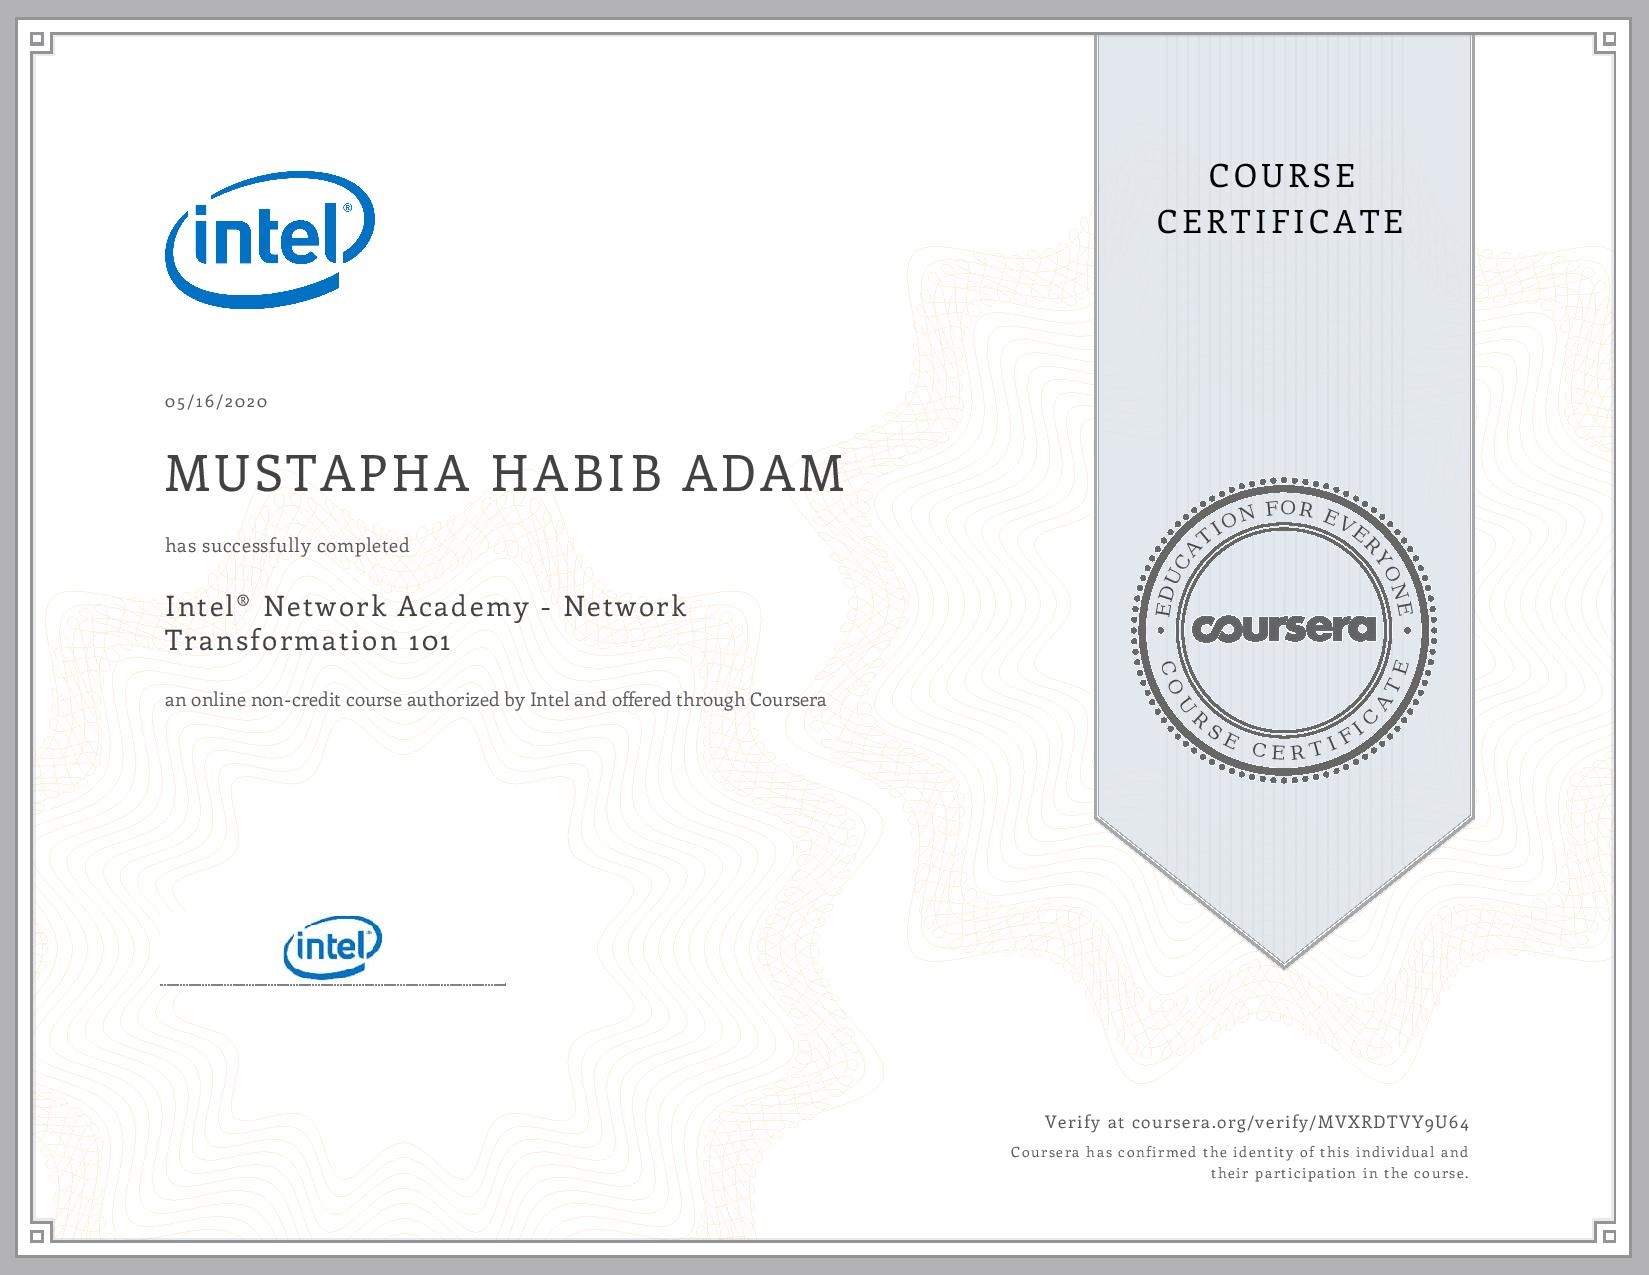 intel®
COURSE
CERTIFICATE
05/16/2020
MUSTAPHA HABIB ADAM
has successfully completed
Intel® Network Academy - Network
Transformation 101
an online non-credit course authorized by Intel and offered through Coursera
EDUCATION FOR EVERYONE
coursera
COURSE CERTIFICATE
intel
Verify at coursera.org/verify/MVXRDTVY9U64
Coursera has confirmed the identity of this individual and
their participation in the course.